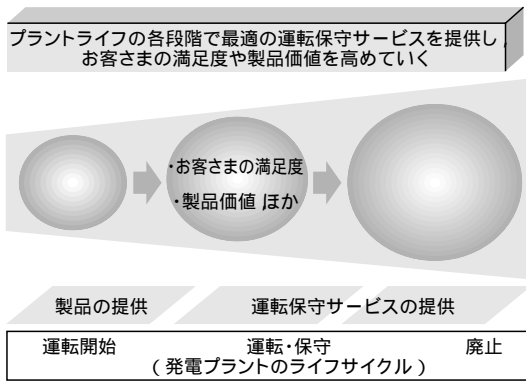 プラントライフの各段階で最適の運転保守サービスを提供し,
お客さまの満足度や製品価値を高めていく
・お客さまの満足度
・製品価値 ほか
製品の提供 運転保守サービスの提供
運転開始 運転・保守 廃止
(発電プラントのライフサイクル)